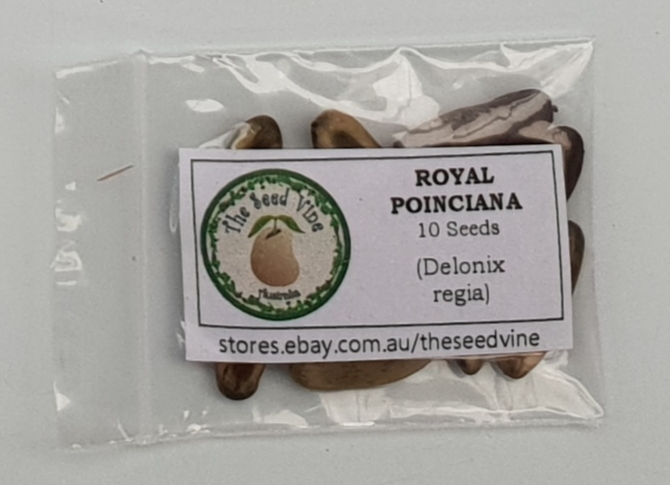 The Seed Vine
Australia
ROYAL
POINCIANA
10 Seeds
(Delonix
regia)
stores.ebay.com.au/theseedvine